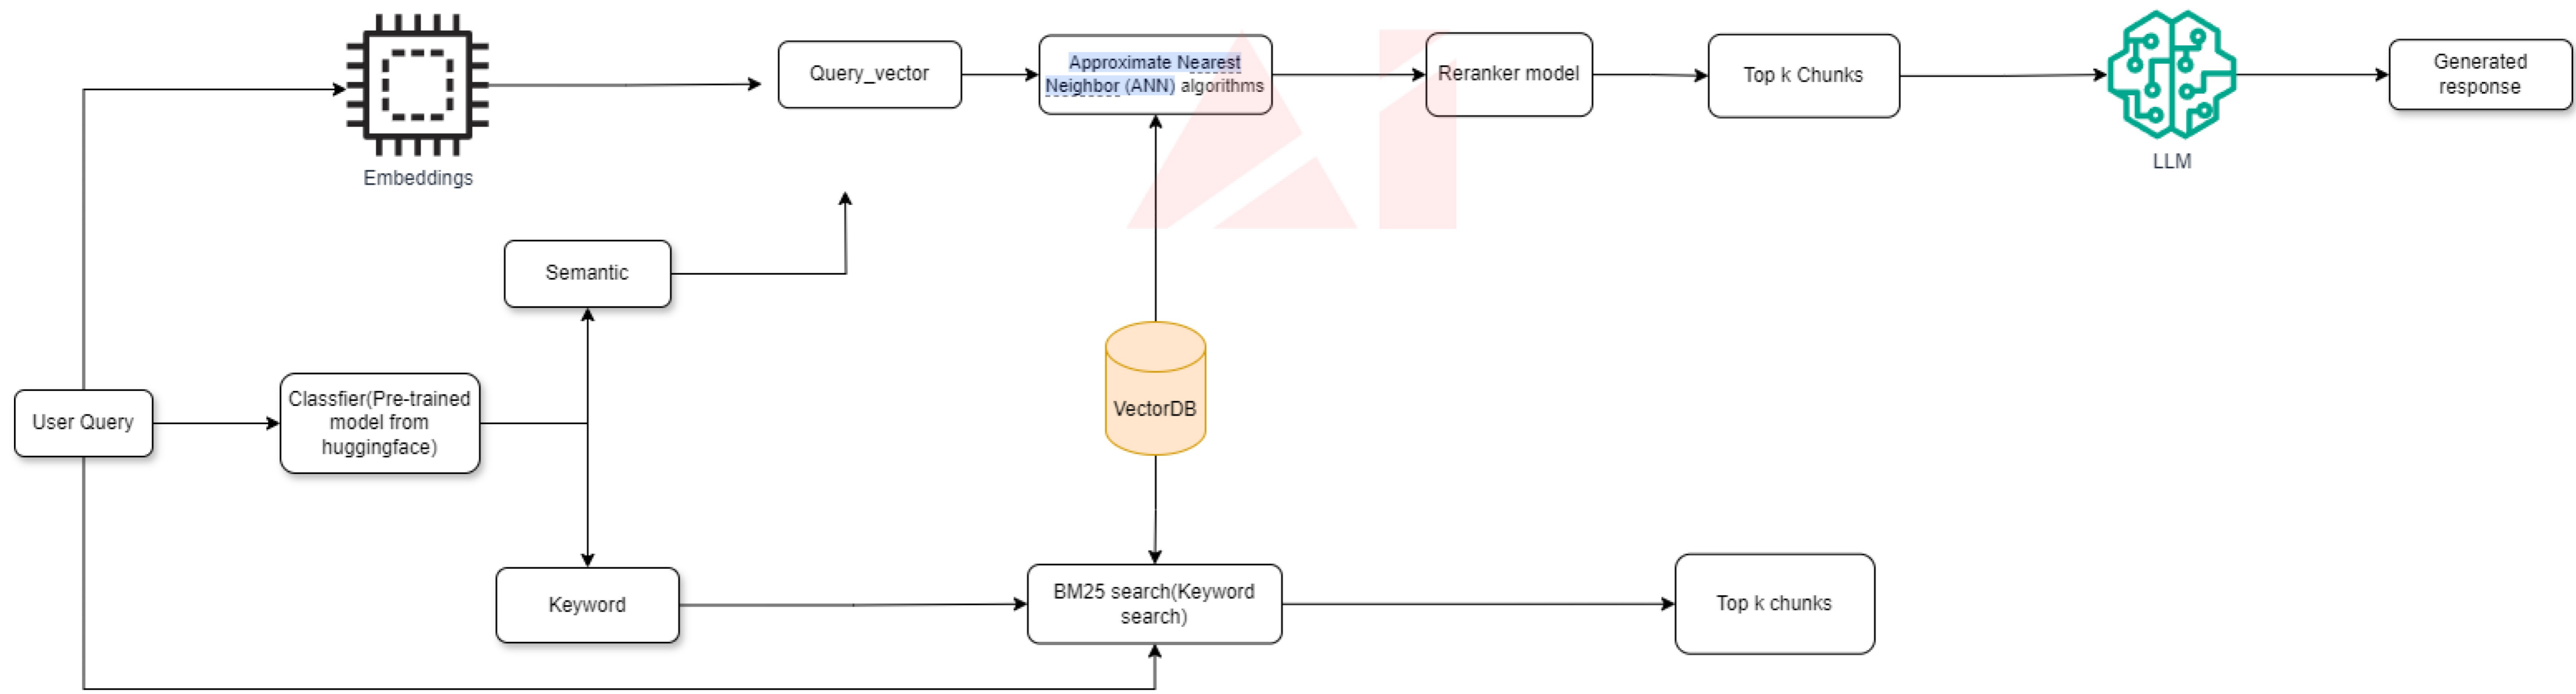 Embeddings
Query_vector
Approximate Nearest
Neighbor (ANN) algorithms
Reranker model
Top k Chunks
LLM
Generated
response
Semantic
User Query
Classfier(Pre-trained
model from
huggingface)
VectorDB
Keyword
BM25 search(Keyword
search)
Top k chunks